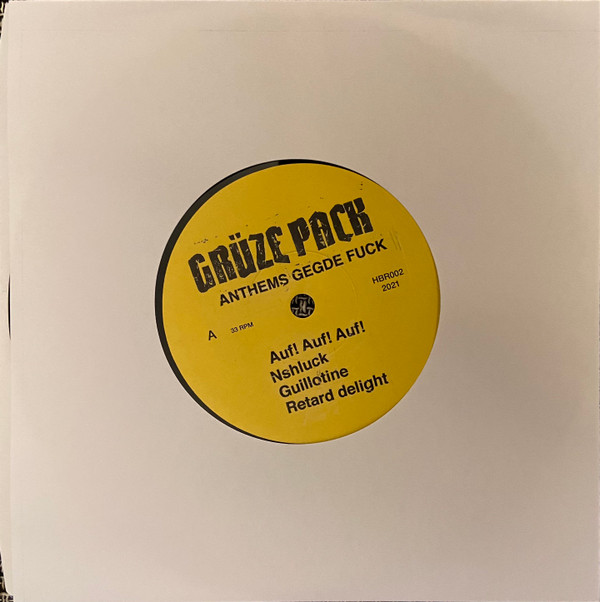 GRÜZE PACK
ANTHEMS GEGDE FUCK
HBR002
2021
A
33 RPM
Auf! Auf! Auf!
Nshluck
Guillotine
Retard delight